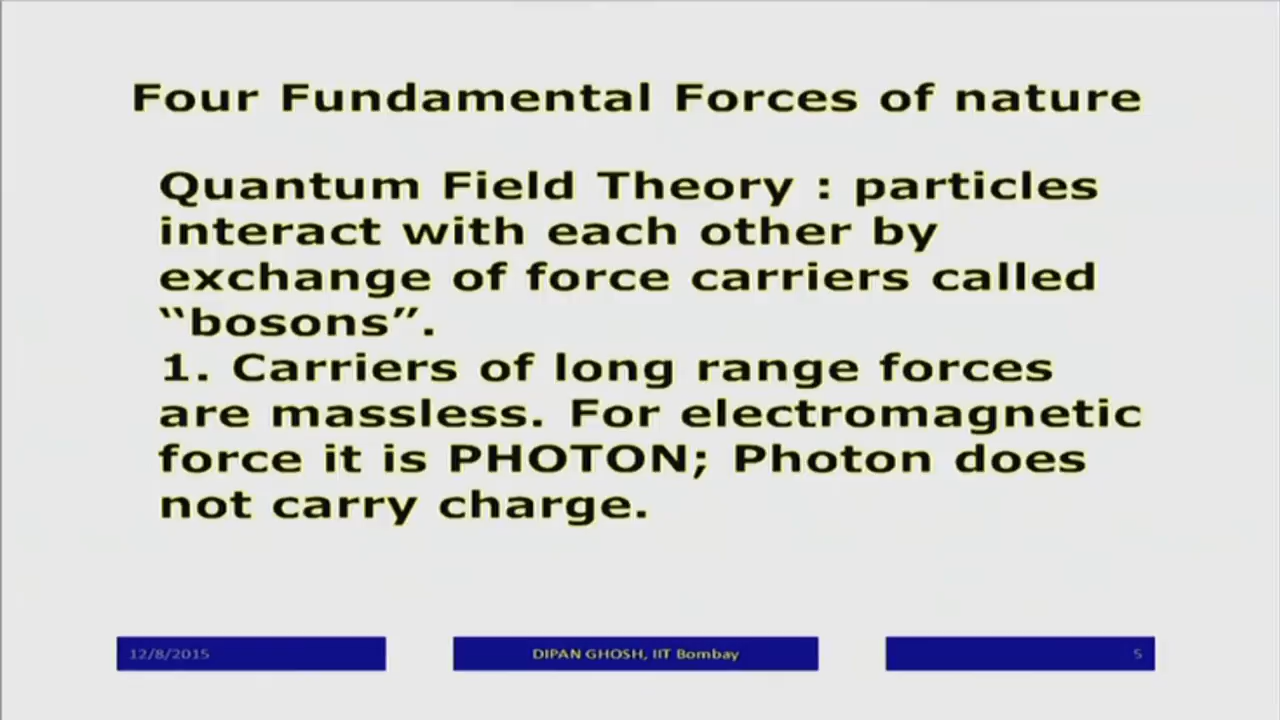 Four Fundamental Forces of nature
Quantum Field Theory : particles
interact with each other by
exchange of force carriers called
“bosons”.
1. Carriers of long range forces
are massless. For electromagnetic
force it is PHOTON; Photon does
not carry charge.
12/8/2015
DIPAN GHOSH, IIT Bombay
5